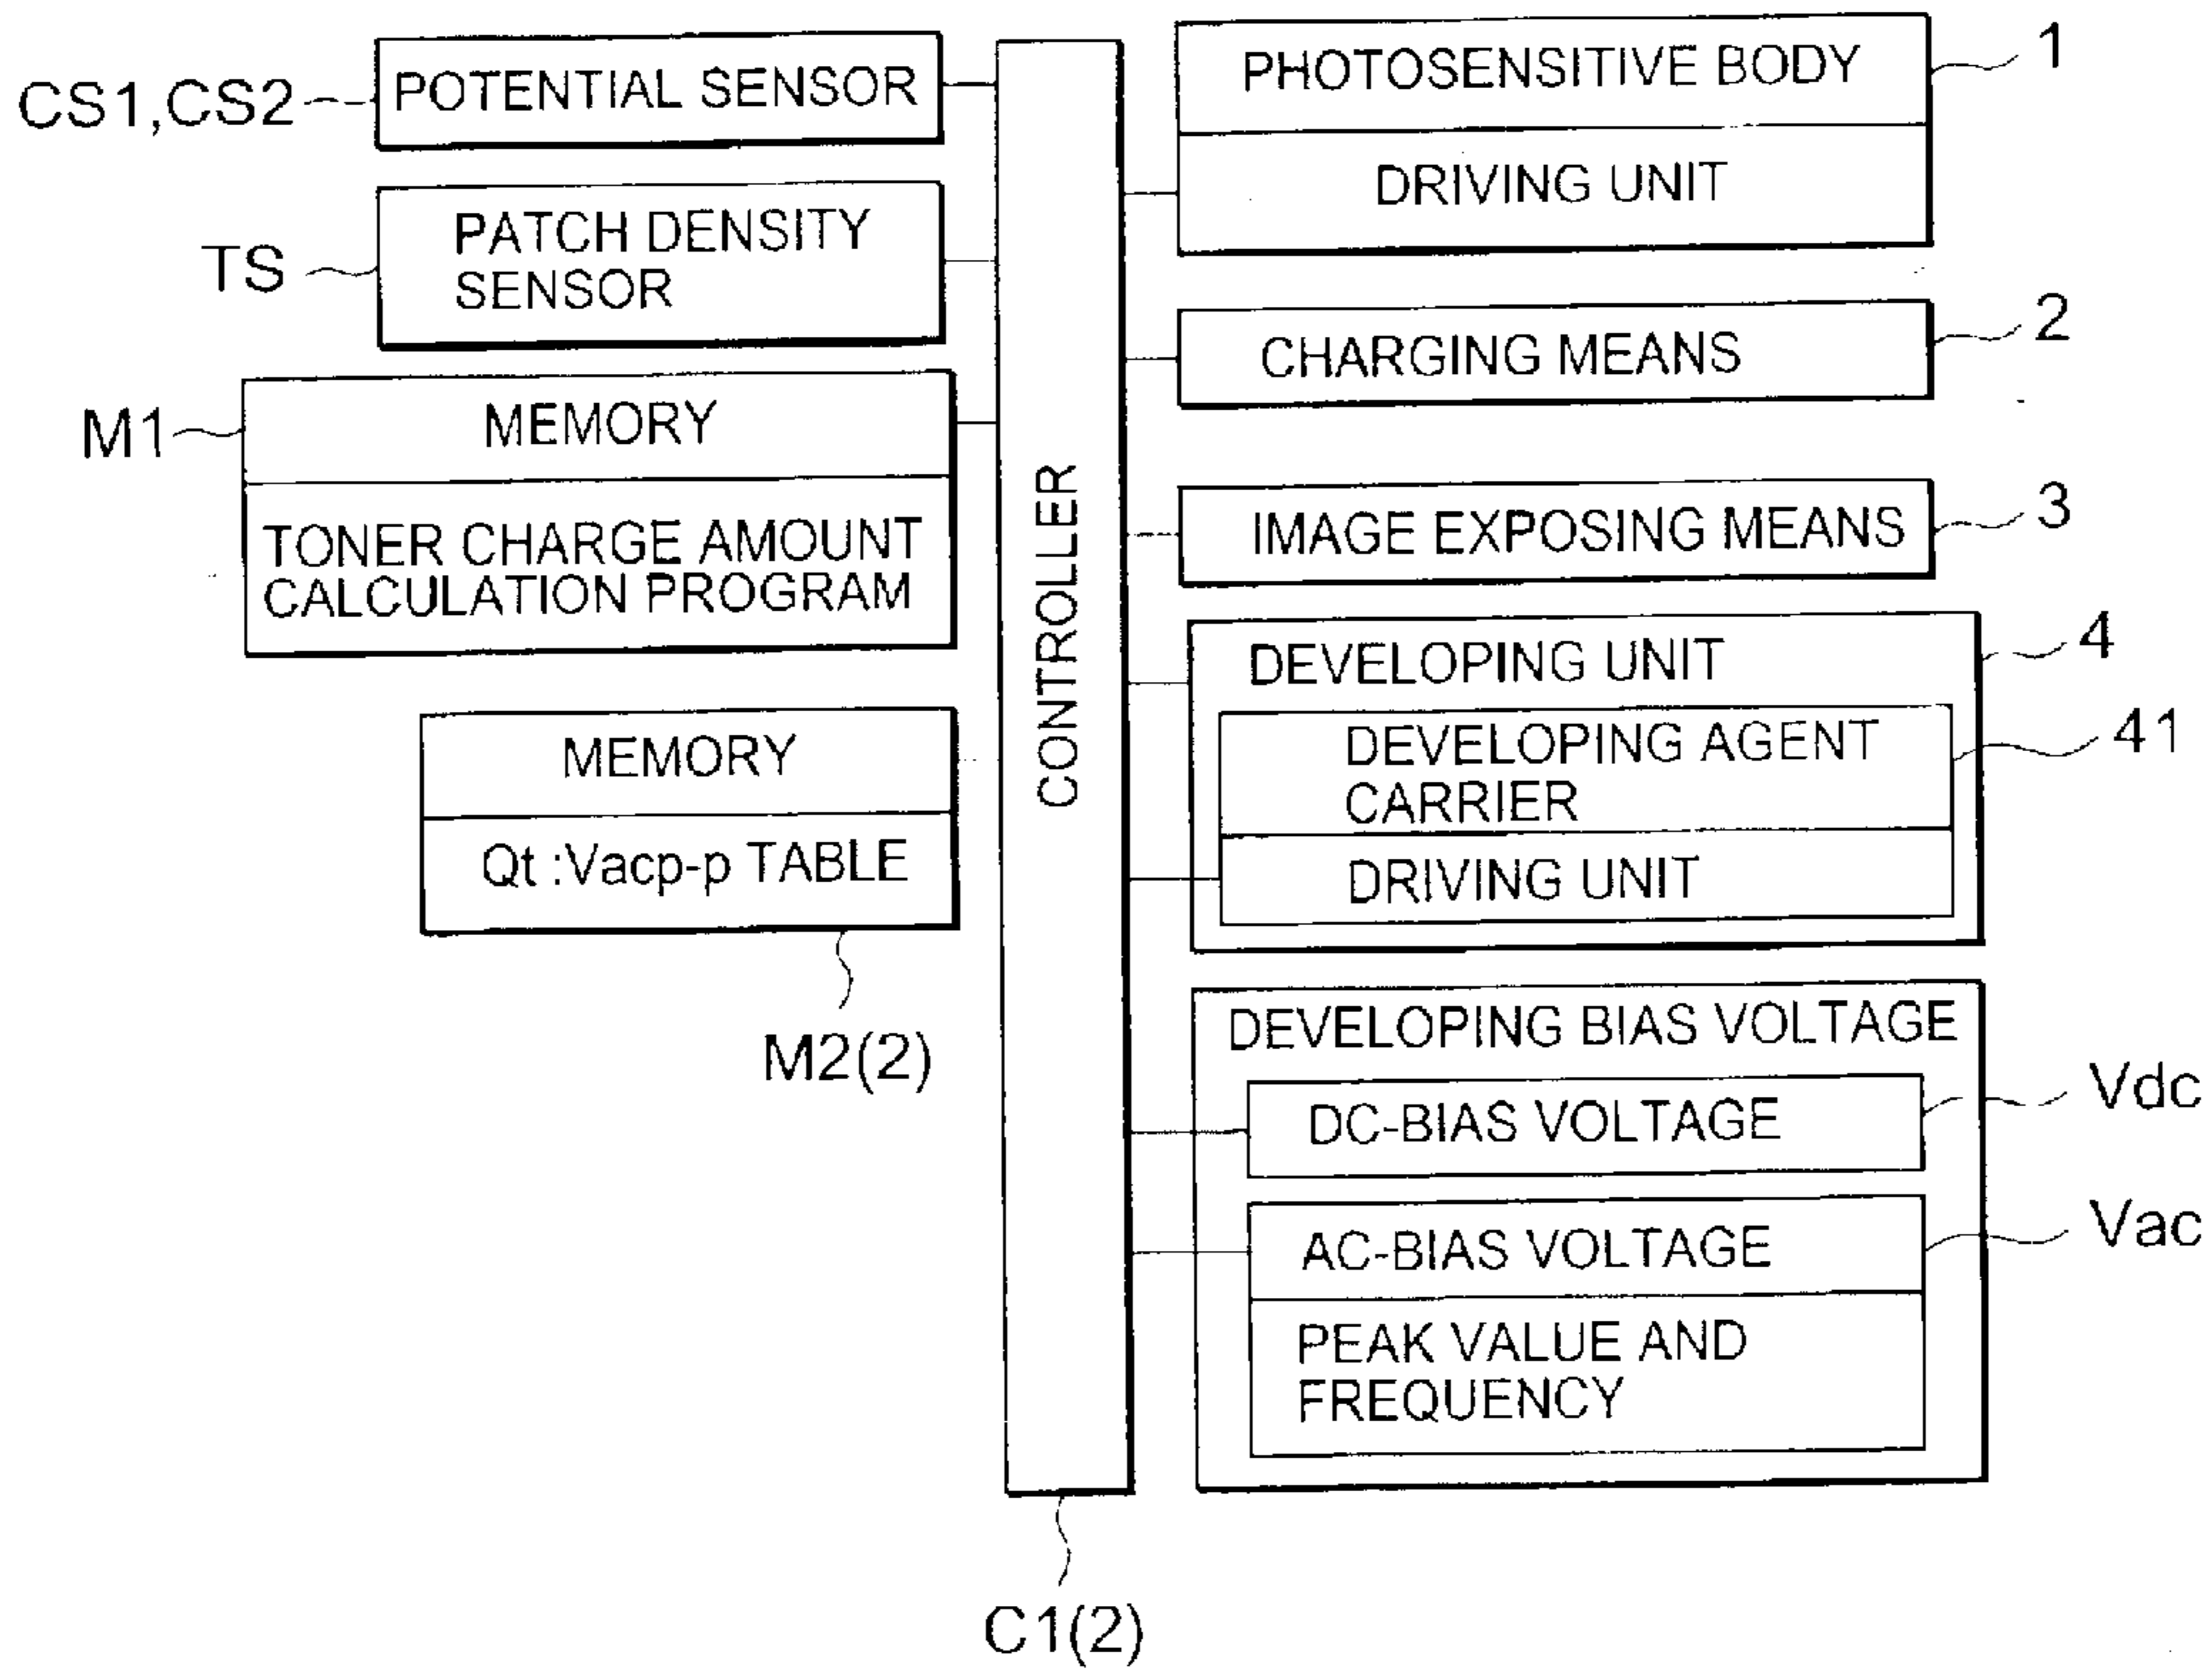 CS1,CS2
POTENTIAL SENSOR
TS
PATCH DENSITY
SENSOR
M1
MEMORY
TONER CHARGE AMOUNT
CALCULATION PROGRAM
MEMORY
Qt :Vacp-p TABLE
M2(2)
CONTROLLER
C1(2)
PHOTOSENSITIVE BODY
1
DRIVING UNIT
CHARGING MEANS
2
IMAGE EXPOSING MEANS
3
DEVELOPING UNIT
4
DEVELOPING AGENT
CARRIER
41
DRIVING UNIT
DEVELOPING BIAS VOLTAGE
DC-BIAS VOLTAGE
Vdc
AC-BIAS VOLTAGE
Vac
PEAK VALUE AND
FREQUENCY